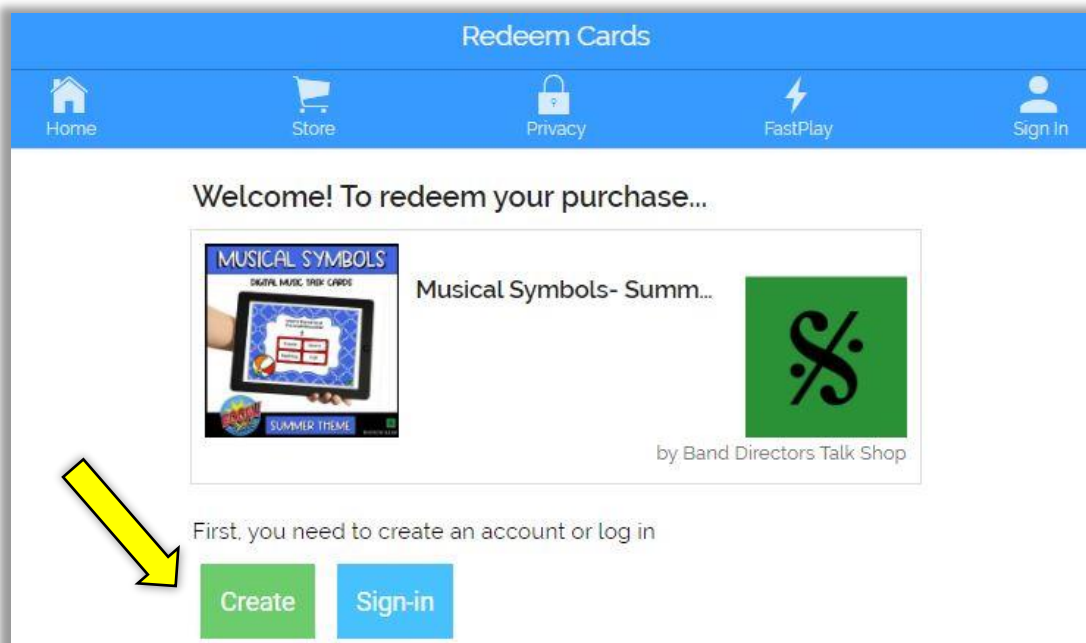 Redeem Cards
Home Store Privacy FastPlay Sign In
Welcome! To redeem your purchase...
MUSICAL SYMBOLS
DIGITAL MUSIC TASK CARDS
Musical Symbols- Summ...
BOOM!
SUMMER THEME
by Band Directors Talk Shop
First, you need to create an account or log in
Create Sign-in